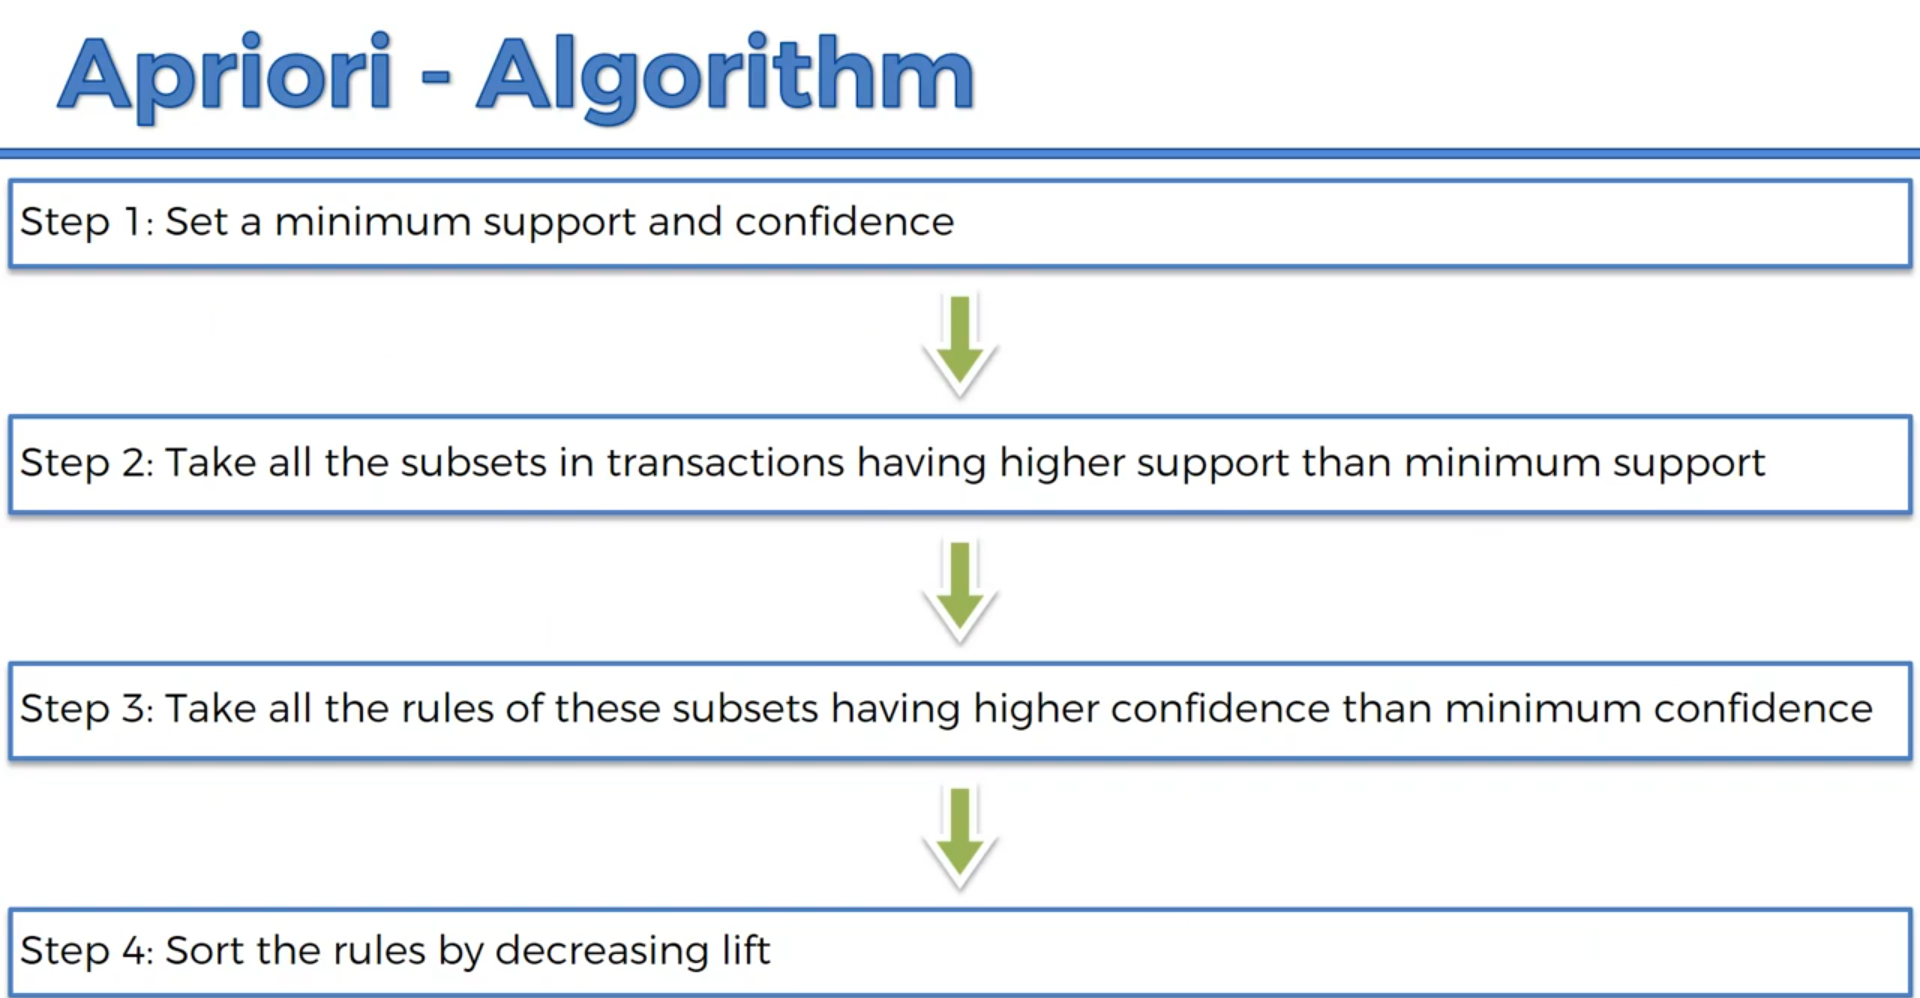 Apriori - Algorithm
Step 1: Set a minimum support and confidence
Step 2: Take all the subsets in transactions having higher support than minimum support
Step 3: Take all the rules of these subsets having higher confidence than minimum confidence
Step 4: Sort the rules by decreasing lift